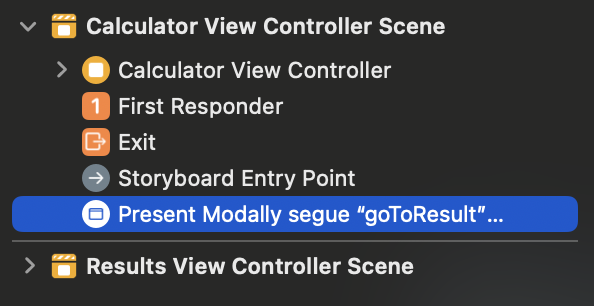 Calculator View Controller Scene
Calculator View Controller
1 First Responder
Exit
Storyboard Entry Point
Present Modally segue “goToResult”...
Results View Controller Scene